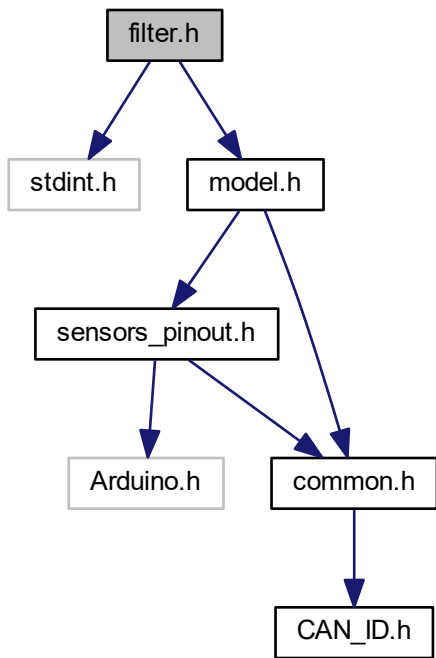 filter.h
stdint.h
model.h
sensors_pinout.h
Arduino.h
common.h
CAN_ID.h